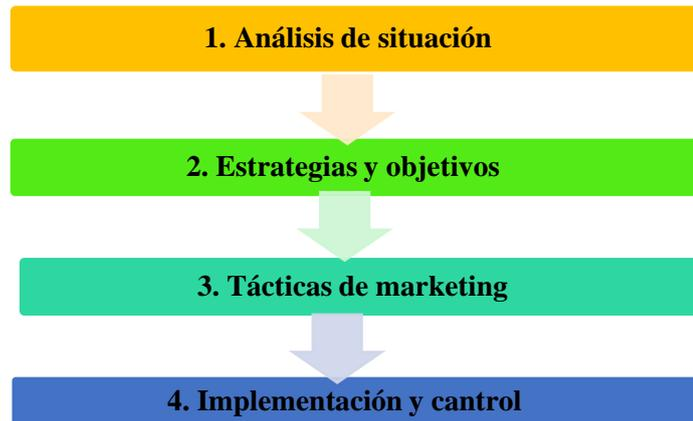 1. Análisis de situación
2. Estrategias y objetivos
3. Tácticas de marketing
4. Implementación y cantrol